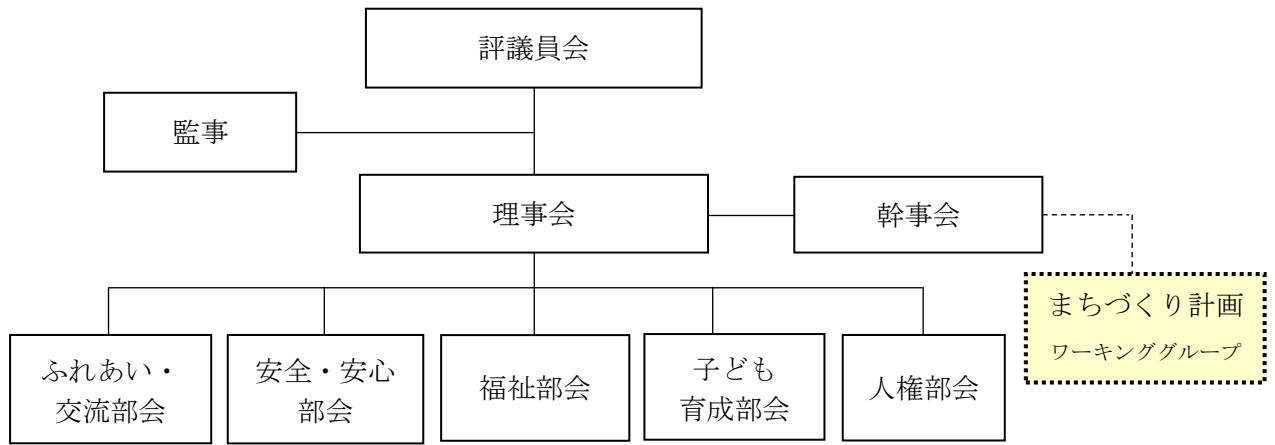 評議員会
監事
理事会
幹事会
まちづくり計画
ワーキンググループ
ふれあい・
交流部会
安全・安心
部会
福祉部会
子ども
育成部会
人権部会